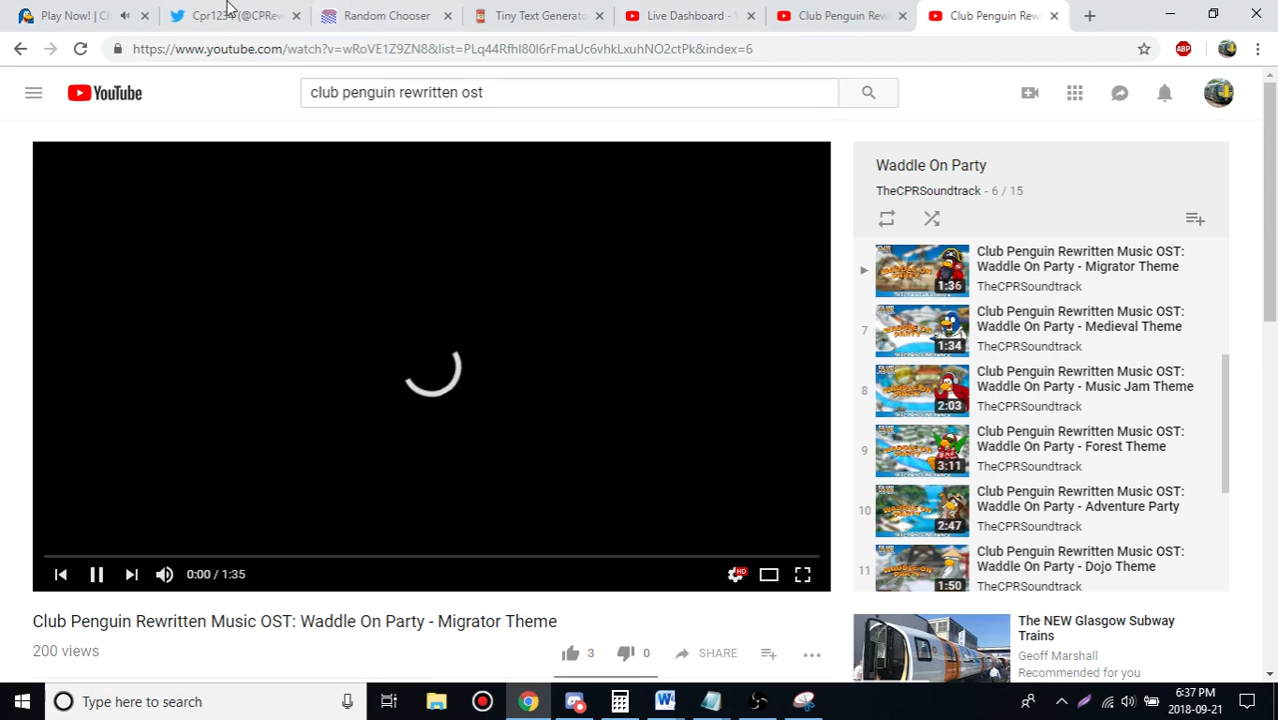 Play Now! | Cl
Cpr123** (@CPRew
Random Chooser
Tiny Text Generato
Live Dashboard -
Club Penguin Rewri
Club Penguin Rewri
https://www.youtube.com/watch?v=wRoVE1Z9ZN8&list=PLq44Rfhl80l6rFmaUc6vhkLxuhNO2ctPk&index=6
ABP
YouTube
club penguin rewritten ost
Waddle On Party
TheCPRSoundtrack - 6 / 15
Club Penguin Rewritten Music OST:
Waddle On Party - Migrator Theme
TheCPRSoundtrack
1:36
7
Club Penguin Rewritten Music OST:
Waddle On Party - Medieval Theme
TheCPRSoundtrack
1:34
8
Club Penguin Rewritten Music OST:
Waddle On Party - Music Jam Theme
TheCPRSoundtrack
2:03
9
Club Penguin Rewritten Music OST:
Waddle On Party - Forest Theme
TheCPRSoundtrack
3:11
10
Club Penguin Rewritten Music OST:
Waddle On Party - Adventure Party
TheCPRSoundtrack
2:47
11
Club Penguin Rewritten Music OST:
Waddle On Party - Dojo Theme
TheCPRSoundtrack
1:50
0:00 / 1:35
HD
Club Penguin Rewritten Music OST: Waddle On Party - Migrator Theme
200 views
3
0
SHARE
The NEW Glasgow Subway
Trains
Geoff Marshall
Recommended for you
Type here to search
6:37 PM
2018-09-21